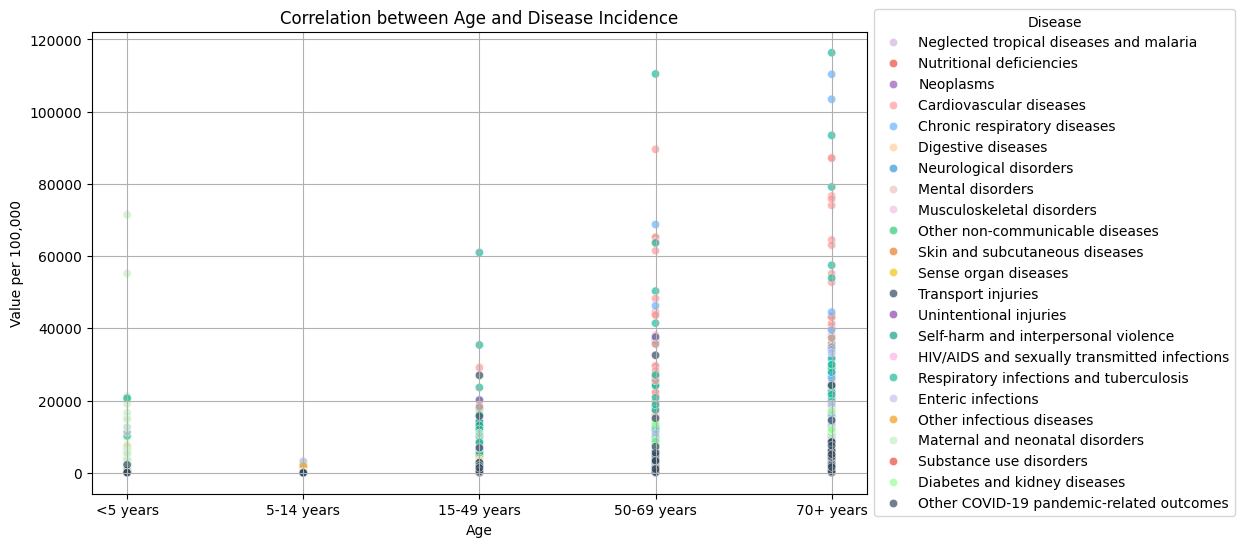 Correlation between Age and Disease Incidence
Value per 100,000
120000
100000
80000
60000
40000
20000
0
<5 years
5-14 years
15-49 years
50-69 years
70+ years
Age
Disease
Neglected tropical diseases and malaria
Nutritional deficiencies
Neoplasms
Cardiovascular diseases
Chronic respiratory diseases
Digestive diseases
Neurological disorders
Mental disorders
Musculoskeletal disorders
Other non-communicable diseases
Skin and subcutaneous diseases
Sense organ diseases
Transport injuries
Unintentional injuries
Self-harm and interpersonal violence
HIV/AIDS and sexually transmitted infections
Respiratory infections and tuberculosis
Enteric infections
Other infectious diseases
Maternal and neonatal disorders
Substance use disorders
Diabetes and kidney diseases
Other COVID-19 pandemic-related outcomes